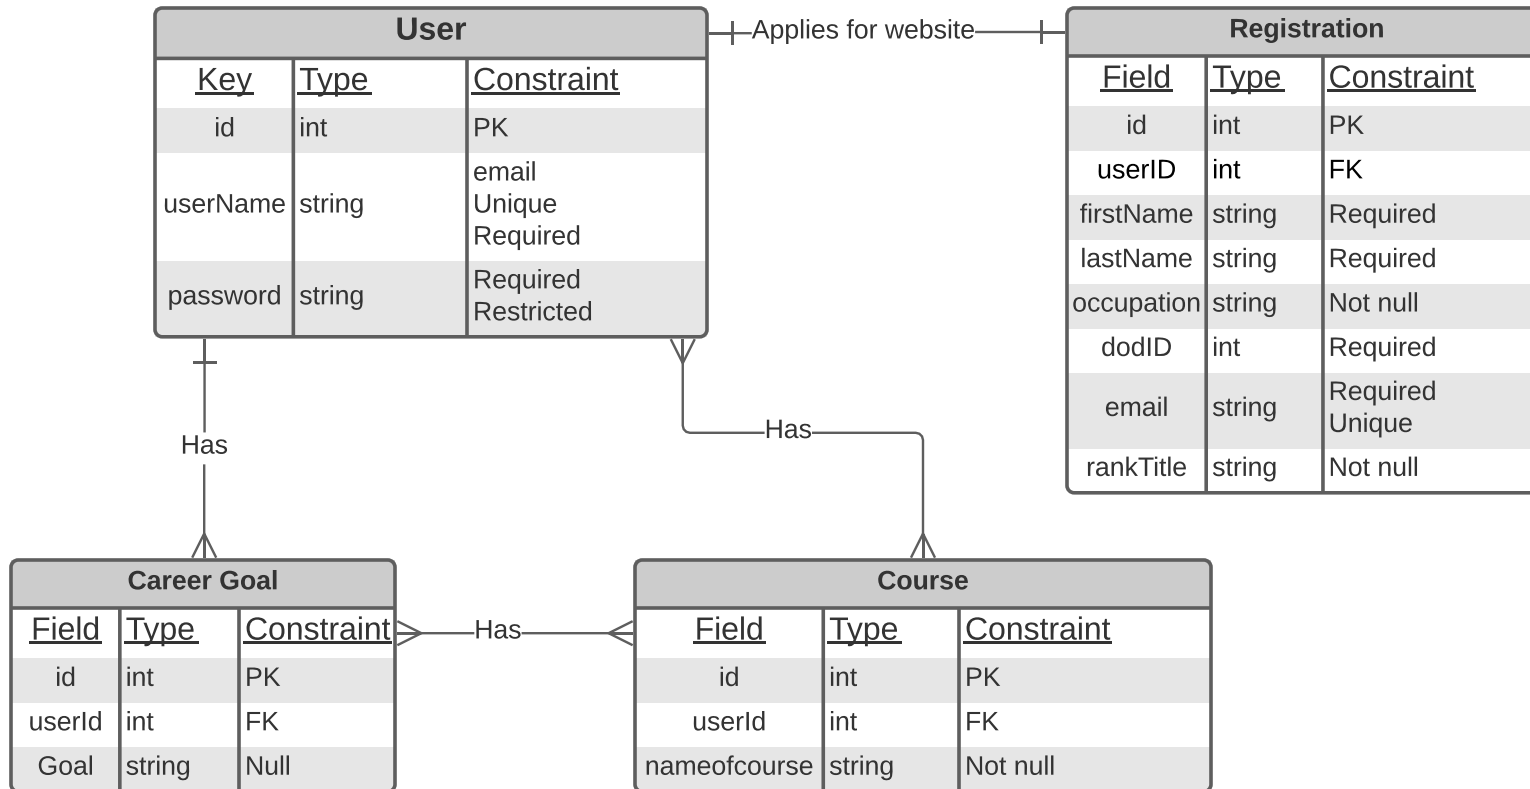 User
Key Type Constraint
id int PK
userName string email
Unique
Required
password string Required
Restricted
Applies for website
Registration
Field Type Constraint
id int PK
userID int FK
firstName string Required
lastName string Required
occupation string Not null
dodID int Required
email string Required
Unique
rankTitle string Not null
Has
Has
Career Goal
Field Type Constraint
id int PK
userId int FK
Goal string Null
Has
Course
Field Type Constraint
id int PK
userId int FK
nameofcourse string Not null